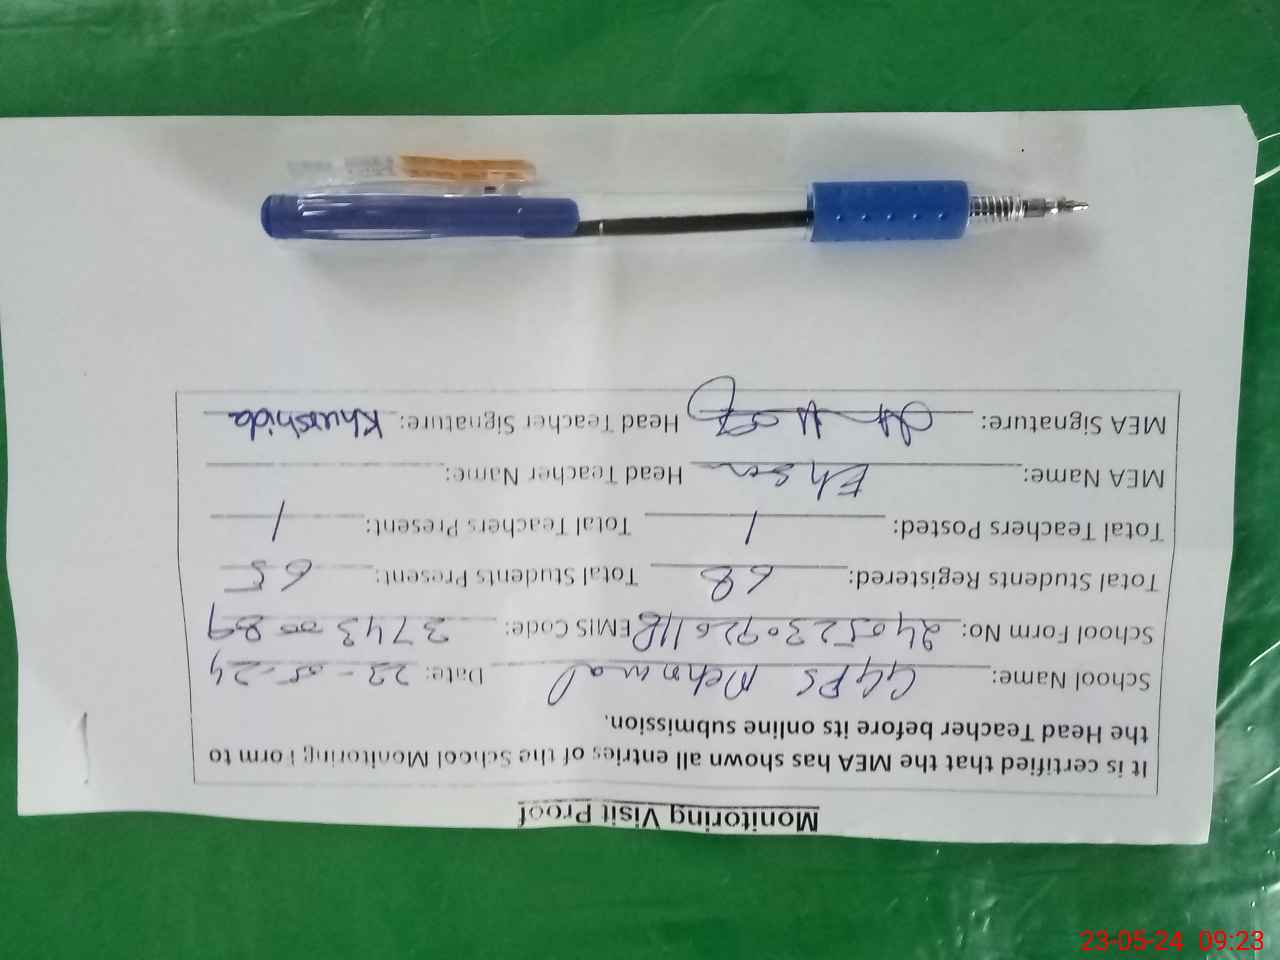 Monitoring Visit Proof
It is certified that the MEA has shown all entries of the School Monitoring Form to
the Head Teacher before its online submission.
School Name: GGPS Date: 23-05-24
School Form No: EMIS Code: 3743 0089
Total Students Registered: 68 Total Students Present: 65
Total Teachers Posted: 1 Total Teachers Present: 1
MEA Name: Ehsan Head Teacher Name:
MEA Signature: Head Teacher Signature: Khurshida
23-05-24 09:23